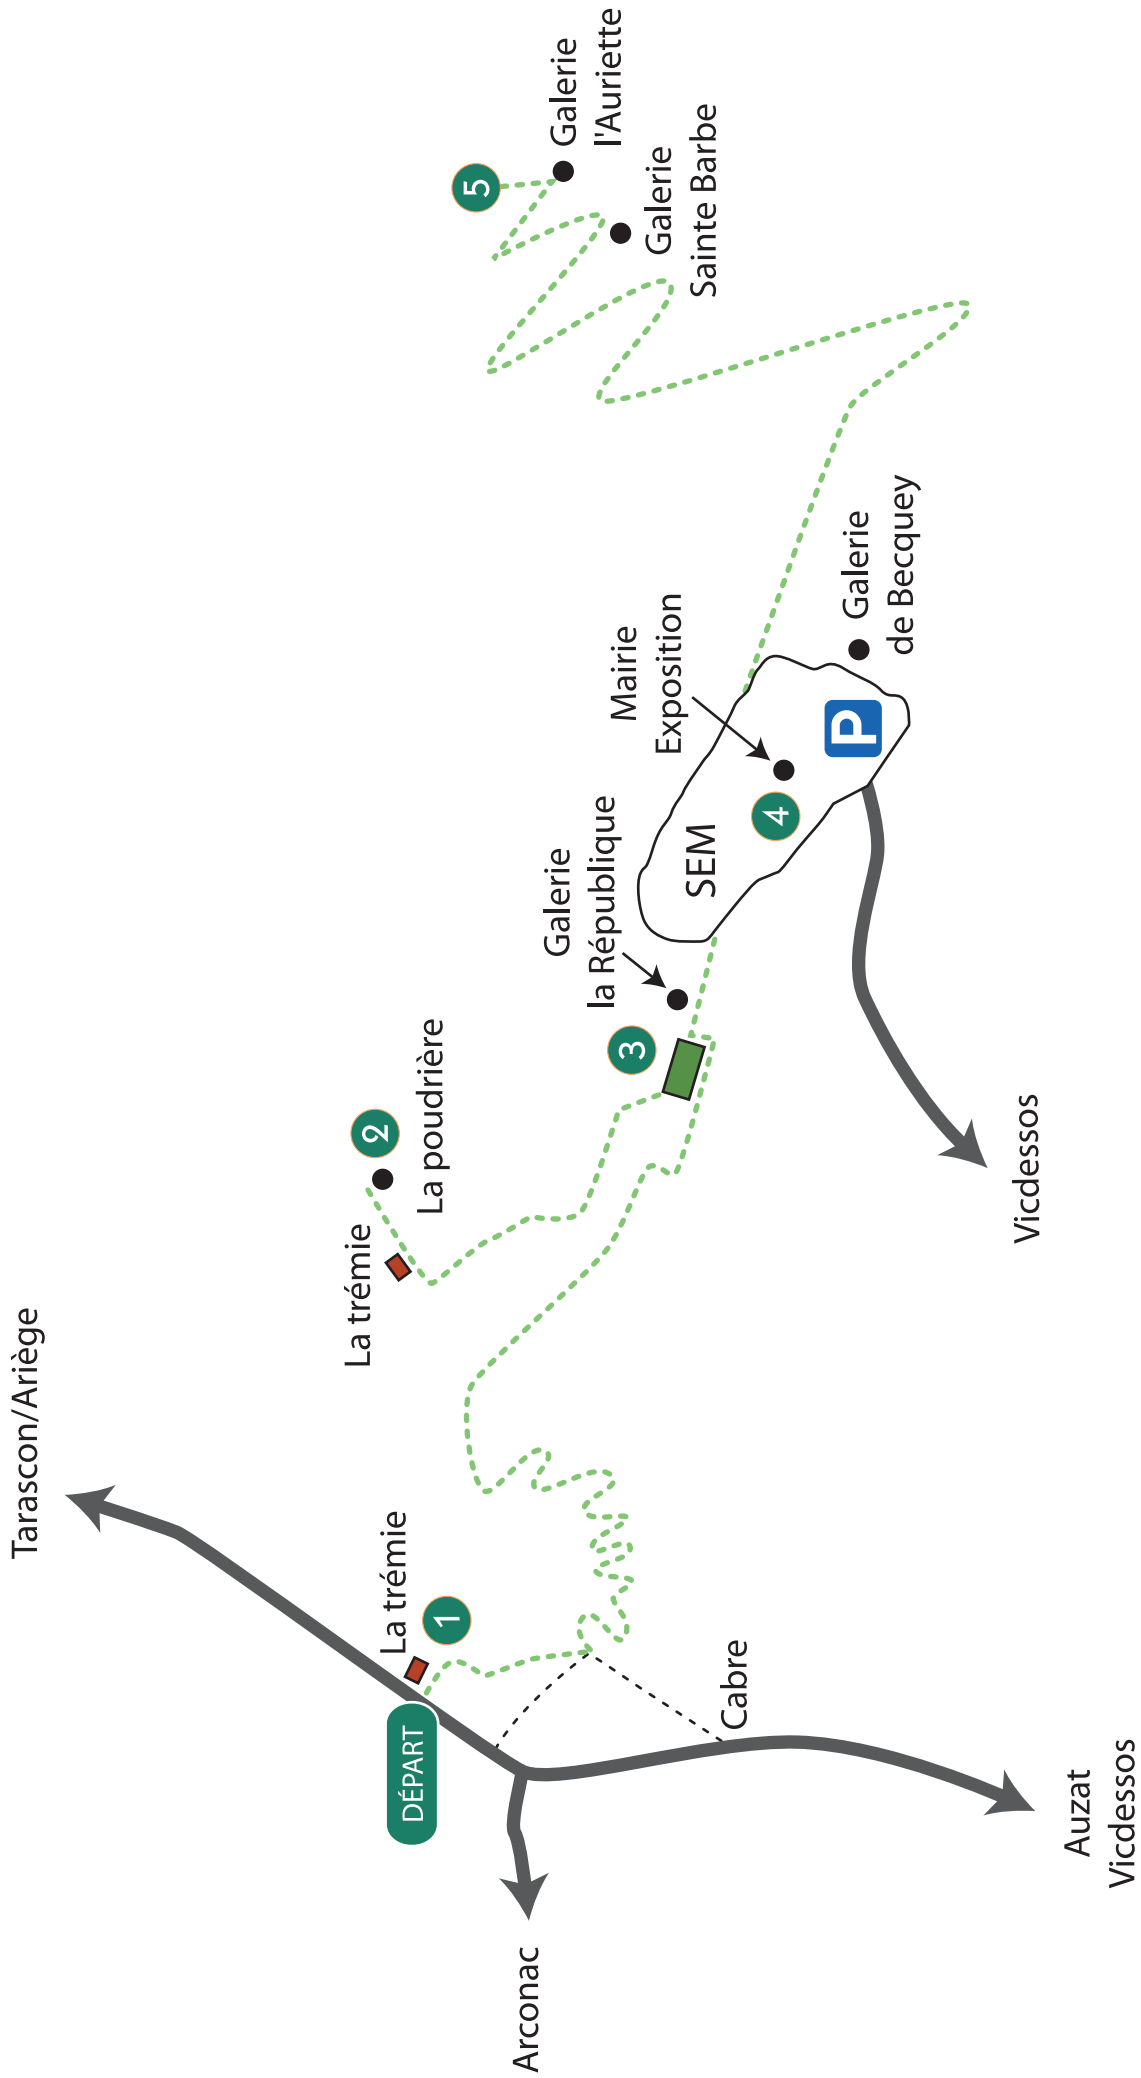 Tarascon/Ariège
La trémie
1
DÉPART
Arconac
Cabre
Auzat
Vicdessos
La trémie
2
La poudrière
3
Galerie
la République
SEM
4
Mairie
Exposition
P
Galerie
de Becquey
Vicdessos
5
Galerie
l'Auriette
Galerie
Sainte Barbe